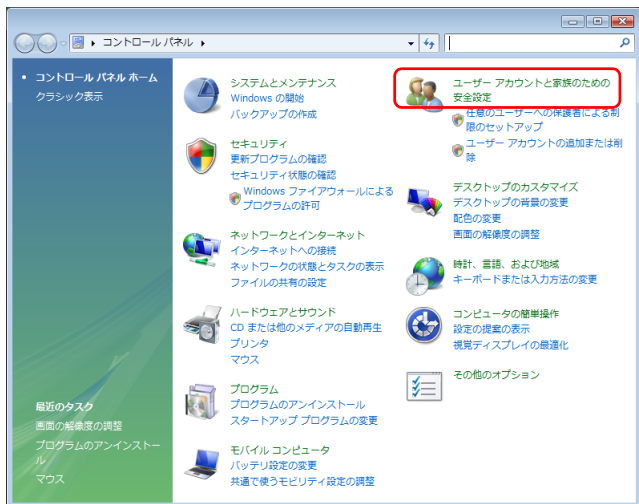 コントロール パネル
コントロール パネル ホーム
クラシック表示
システムとメンテナンス
Windows の開始
バックアップの作成
セキュリティ
更新プログラムの確認
セキュリティ状態の確認
Windows ファイアウォールによる
プログラムの許可
ネットワークとインターネット
インターネットへの接続
ネットワークの状態とタスクの表示
ファイルの共有の設定
ハードウェアとサウンド
CD または他のメディアの自動再生
プリンタ
マウス
プログラム
プログラムのアンインストール
スタートアップ プログラムの変更
モバイル コンピュータ
バッテリ設定の変更
共通で使うモビリティ設定の調整
ユーザー アカウントと家族のための
安全設定
任意のユーザーへの保護者による制
限のセットアップ
ユーザー アカウントの追加または削
除
デスクトップのカスタマイズ
デスクトップの背景の変更
配色の変更
画面の解像度の調整
時計、言語、および地域
キーボードまたは入力方法の変更
コンピュータの簡単操作
設定の提案の表示
視覚ディスプレイの最適化
その他のオプション
最近のタスク
画面の解像度の調整
プログラムのアンインストー
ル
マウス